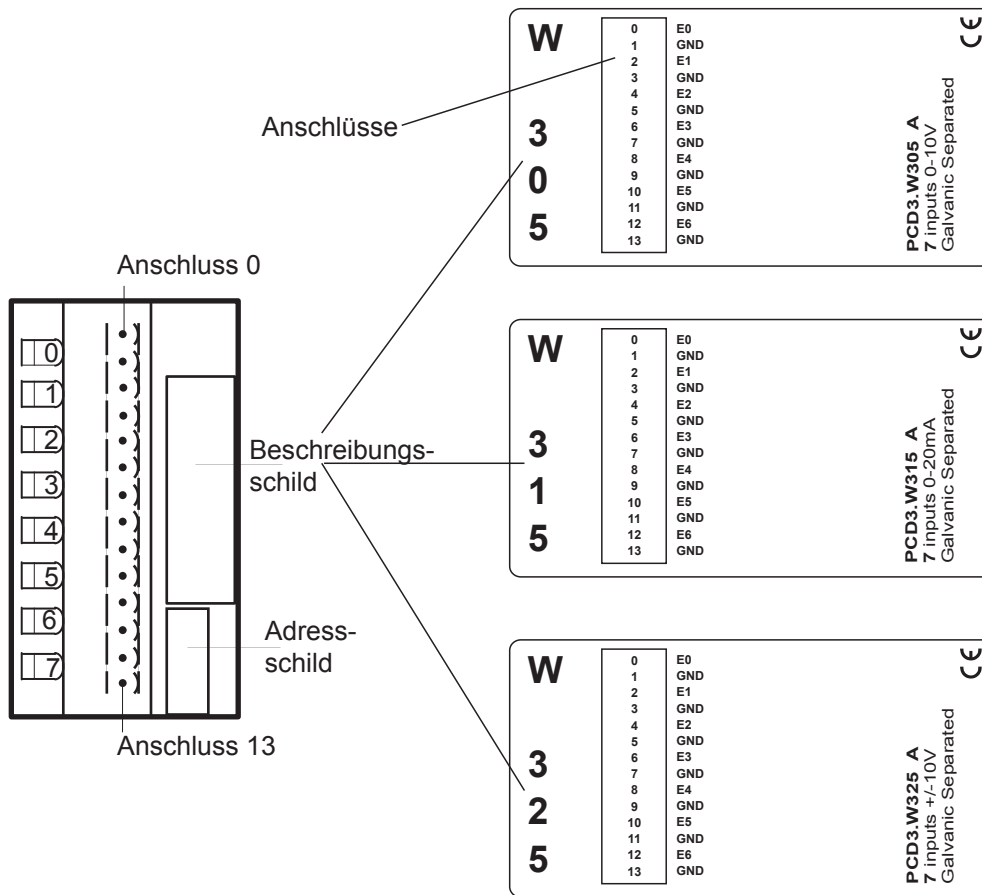 Anschluss 0
0
1
2
3
4
5
6
7
Anschluss 13
Anschlüsse
Beschreibungs-
schild
Adress-
schild
W
3
0
5
0 E0
1 GND
2 E1
3 GND
4 E2
5 GND
6 E3
7 GND
8 E4
9 GND
10 E5
11 GND
12 E6
13 GND
PCD3.W305 A
7 inputs 0-10V
Galvanic Separated
CE
W
3
1
5
0 E0
1 GND
2 E1
3 GND
4 E2
5 GND
6 E3
7 GND
8 E4
9 GND
10 E5
11 GND
12 E6
13 GND
PCD3.W315 A
7 inputs 0-20mA
Galvanic Separated
CE
W
3
2
5
0 E0
1 GND
2 E1
3 GND
4 E2
5 GND
6 E3
7 GND
8 E4
9 GND
10 E5
11 GND
12 E6
13 GND
PCD3.W325 A
7 inputs +/-10V
Galvanic Separated
CE